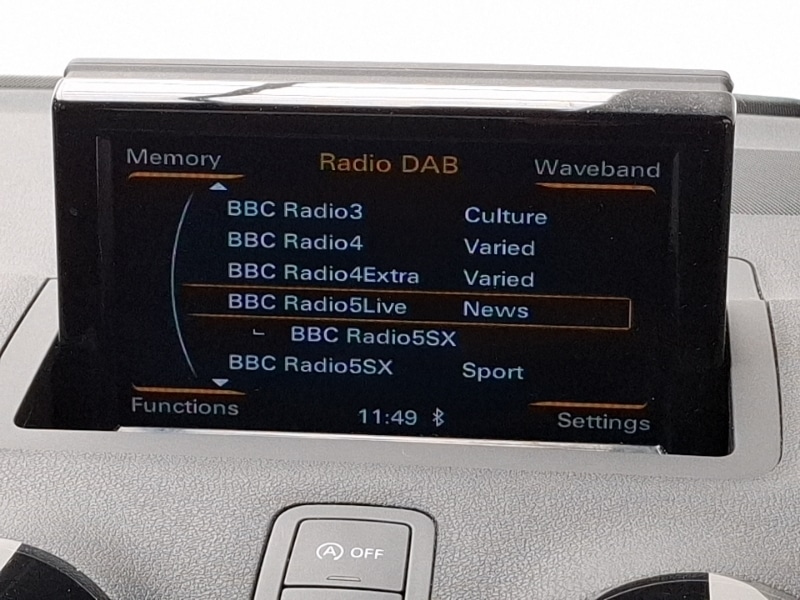 Memory
Radio DAB
Waveband
BBC Radio3 Culture
BBC Radio4 Varied
BBC Radio4Extra Varied
BBC Radio5Live News
BBC Radio5SX
BBC Radio5SX Sport
Functions
11:49
Settings
A OFF